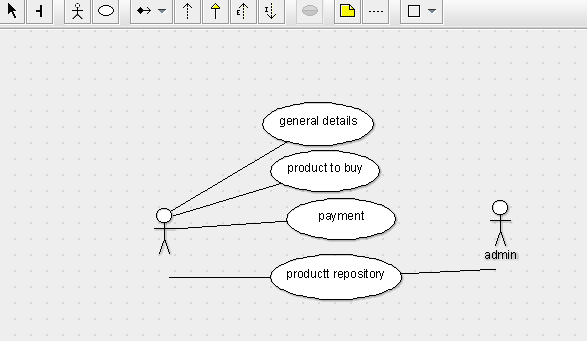 general details
product to buy
payment
productt repository
admin